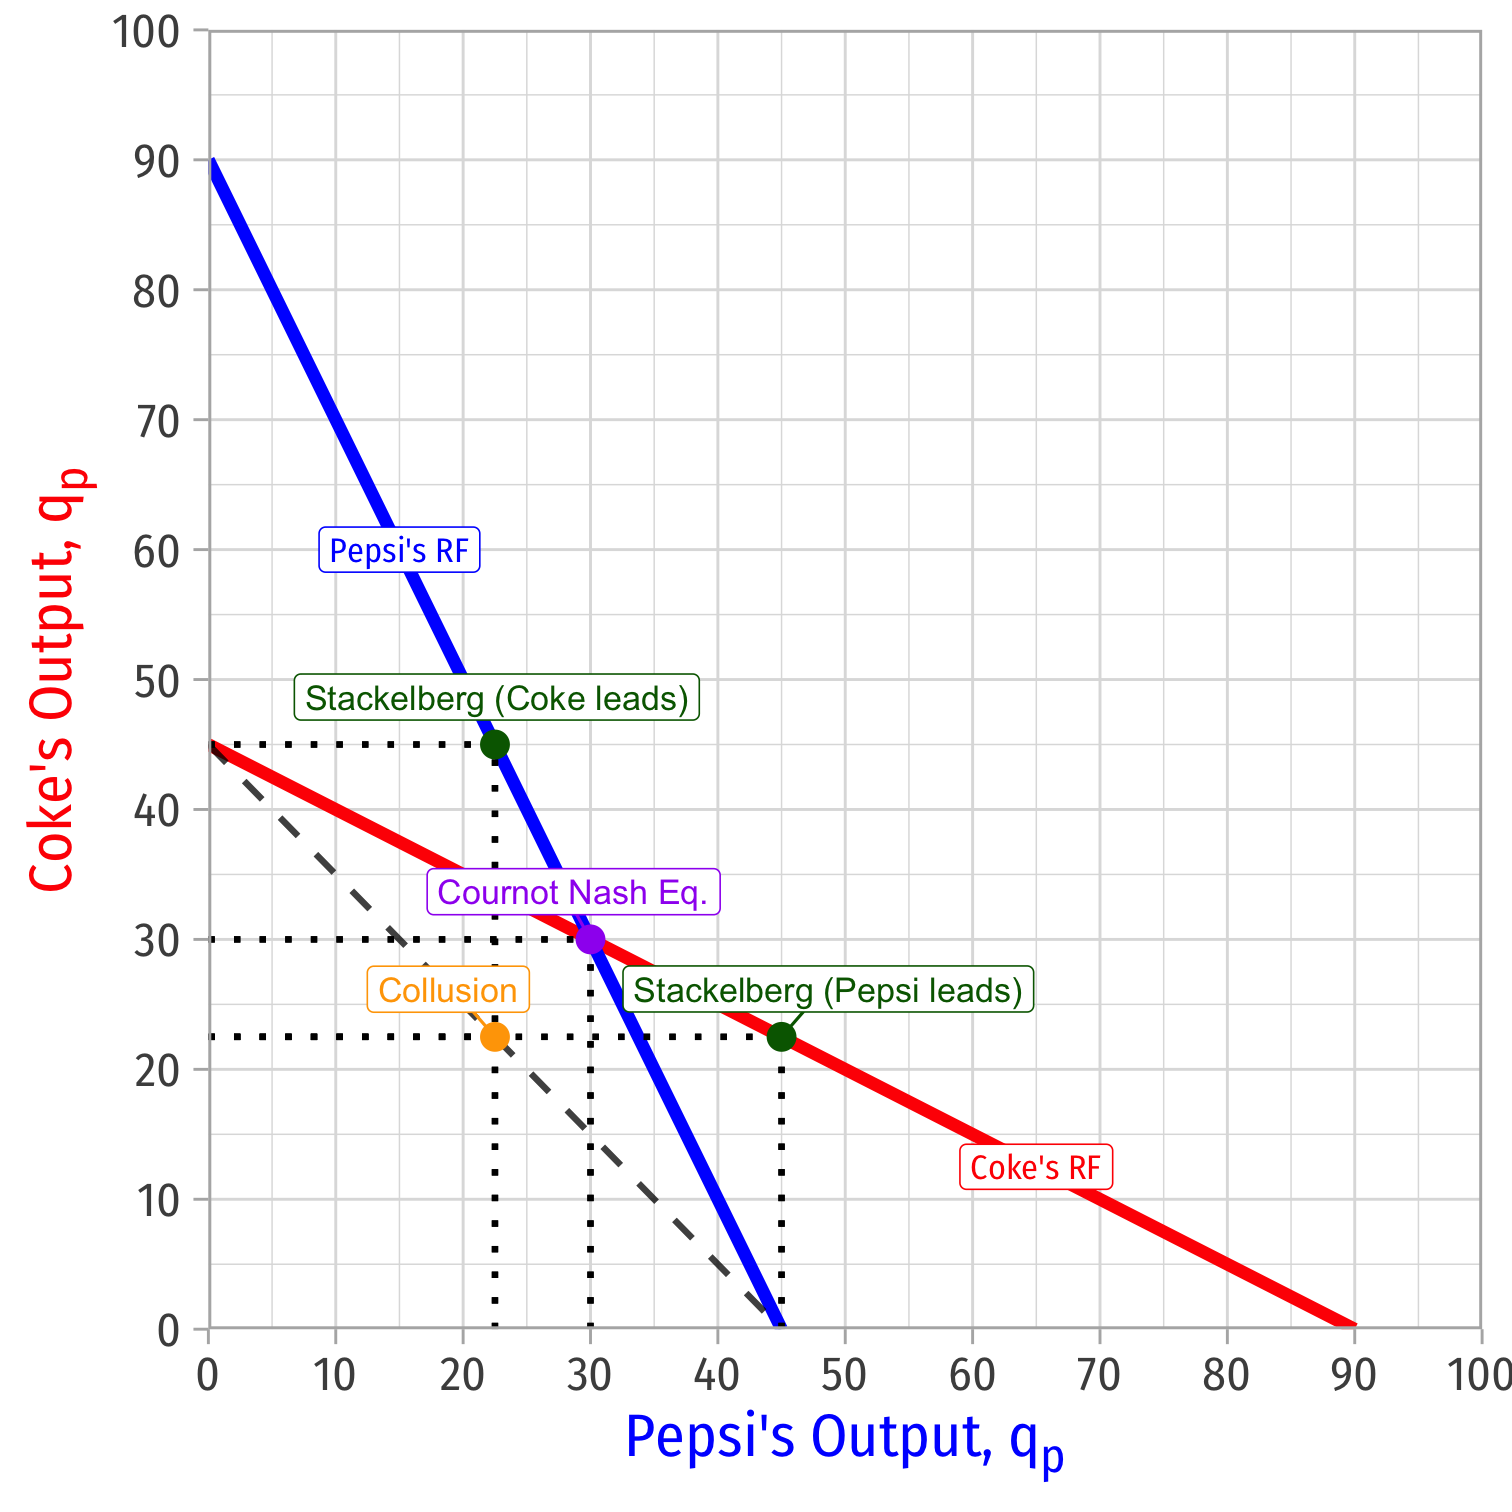 100
90
80
70
60
50
40
30
20
10
0
Coke's Output, qp
Pepsi's RF
Stackelberg (Coke leads)
Cournot Nash Eq.
Collusion
Stackelberg (Pepsi leads)
Coke's RF
0 10 20 30 40 50 60 70 80 90 100
Pepsi's Output, qp